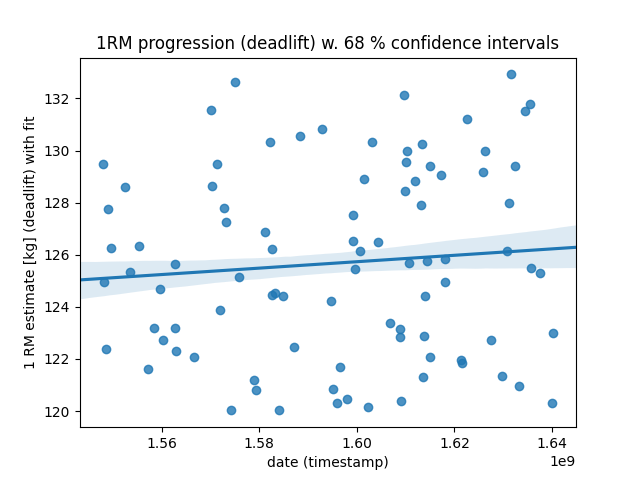 1RM progression (deadlift) w. 68 % confidence intervals
1 RM estimate [kg] (deadlift) with fit
132
130
128
126
124
122
120
1.56 1.58 1.60 1.62 1.64
1e9
date (timestamp)